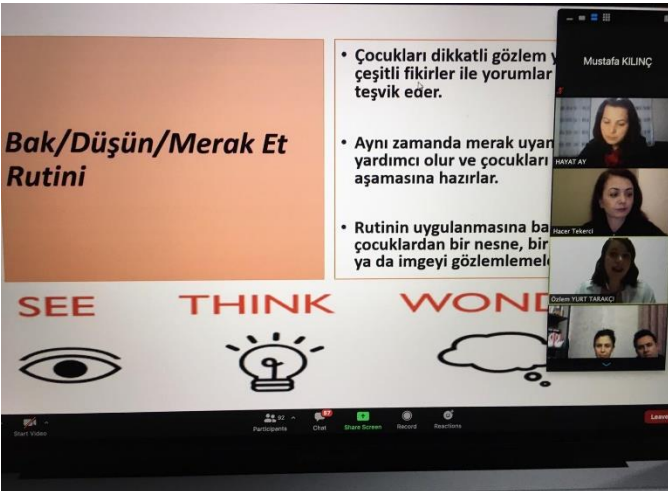 Bak/Düşün/Merak Et
Rutini
• Çocukları dikkatli gözlem
çeşitli fikirler ile yorumlar
teşvik eder.
• Aynı zamanda merak uyan
yardımcı olur ve çocukları
aşamasına hazırlar.
• Rutinin uygulanmasına ba
çocuklardan bir nesne, bir
ya da imgeyi gözlemlemel
SEE THINK WOND
Mustafa KILINÇ
HAYAT AY
Hacer Tekerci
Özlem YURT TARAKÇI
Start Video
Participants
92
Chat
87
Share Screen
Record
Reactions
Leave